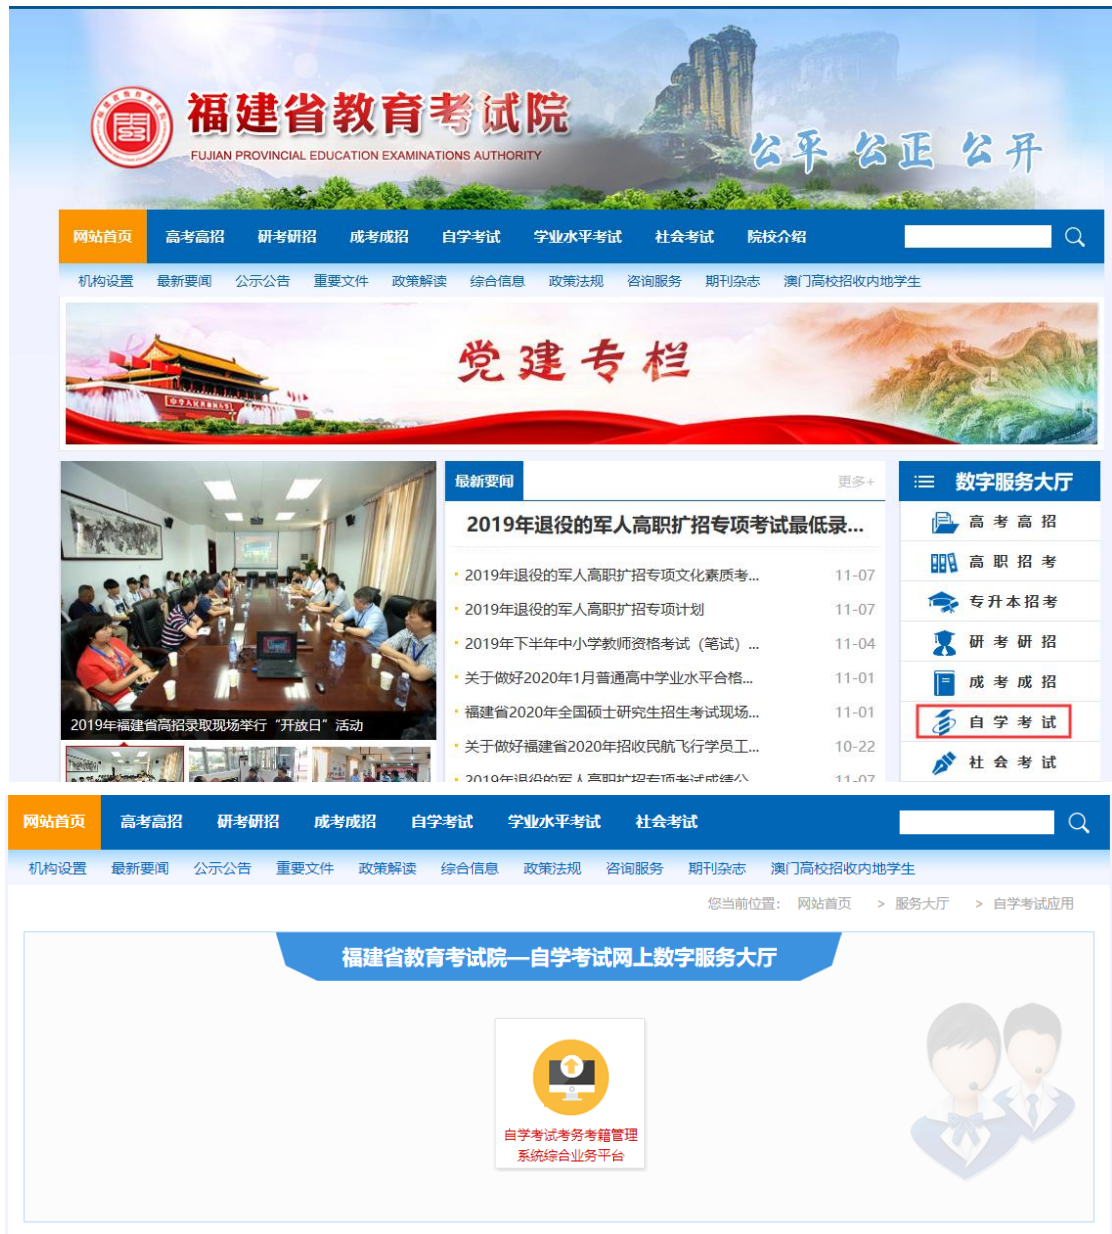 福建省教育考试院
FUJIAN PROVINCIAL EDUCATION EXAMINATIONS AUTHORITY
公平 公正 公开
网站首页 高考高招 研考研招 成考成招 自学考试 学业水平考试 社会考试 院校介绍
机构设置 最新要闻 公示公告 重要文件 政策解读 综合信息 政策法规 咨询服务 期刊杂志 澳门高校招收内地学生
党建专栏
最新要闻 更多+
2019年退役的军人高职扩招专项考试最低录...
2019年退役的军人高职扩招专项文化素质考... 11-07
2019年退役的军人高职扩招专项计划 11-07
2019年下半年中小学教师资格考试（笔试）... 11-04
关于做好2020年1月普通高中学业水平合格... 11-01
福建省2020年全国硕士研究生招生考试现场... 11-01
关于做好福建省2020年招收民航飞行学员工... 10-22
2019年退役的军人高职扩招专项考试成绩公... 11-07
2019年福建省高招录取现场举行“开放日”活动
数字服务大厅
高考高招
高职招考
专升本招考
研考研招
成考成招
自学考试
社会考试
网站首页 高考高招 研考研招 成考成招 自学考试 学业水平考试 社会考试
机构设置 最新要闻 公示公告 重要文件 政策解读 综合信息 政策法规 咨询服务 期刊杂志 澳门高校招收内地学生
您当前位置： 网站首页 > 服务大厅 > 自学考试应用
福建省教育考试院—自学考试网上数字服务大厅
自学考试考务考籍管理
系统综合业务平台